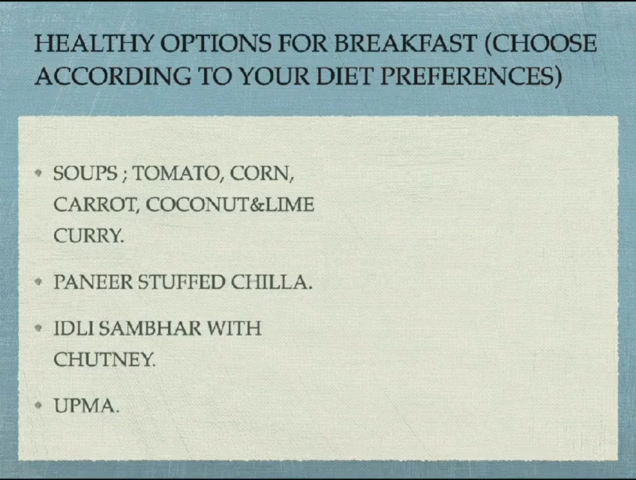 HEALTHY OPTIONS FOR BREAKFAST (CHOOSE
ACCORDING TO YOUR DIET PREFERENCES)
• SOUPS ; TOMATO, CORN,
CARROT, COCONUT&LIME
CURRY.
• PANEER STUFFED CHILLA.
• IDLI SAMBHAR WITH
CHUTNEY.
• UPMA.